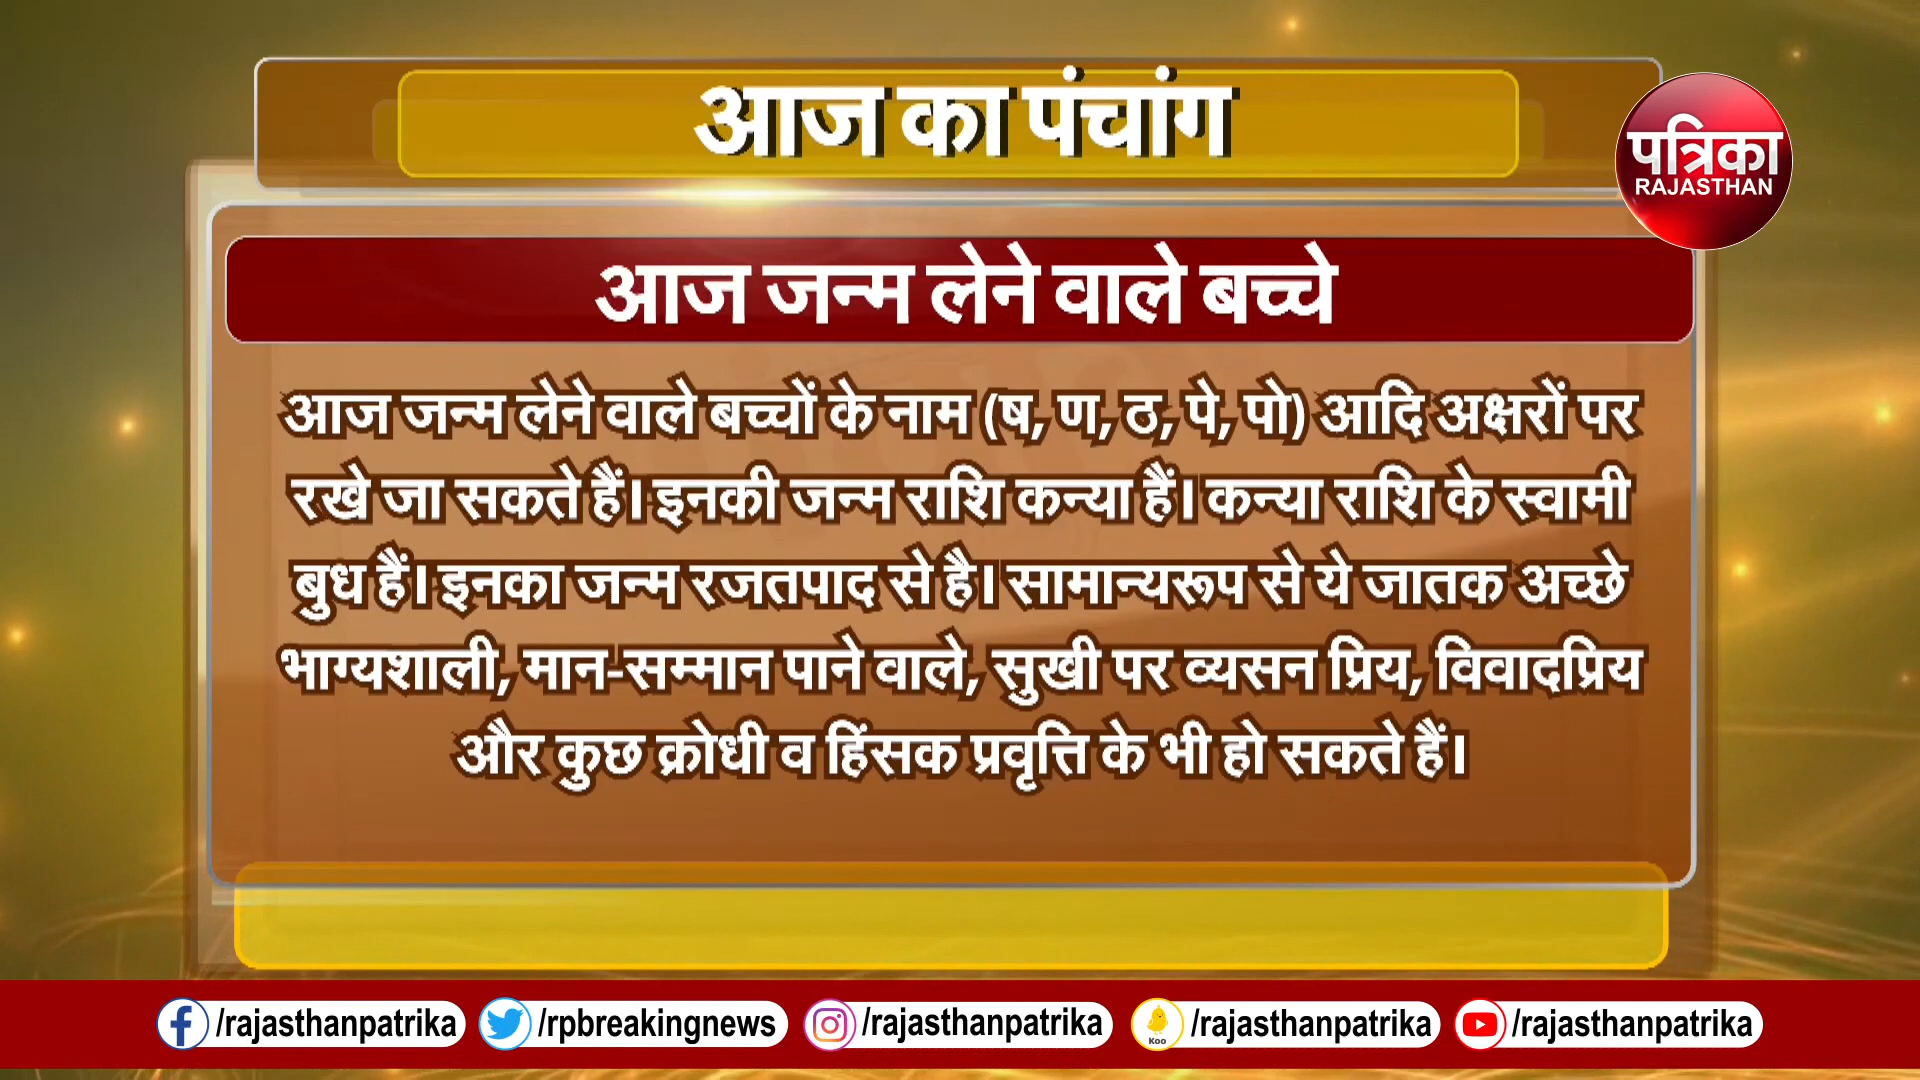 आज का पंचांग
पत्रिका
RAJASTHAN
आज जन्म लेने वाले बच्चे
आज जन्म लेने वाले बच्चों के नाम (ष, ण, ठ, पे, पो) आदि अक्षरों पर
रखे जा सकते हैं। इनकी जन्म राशि कन्या हैं। कन्या राशि के स्वामी
बुध हैं। इनका जन्म रजतपाद से है। सामान्यरूप से ये जातक अच्छे
भाग्यशाली, मान-सम्मान पाने वाले, सुखी पर व्यसन प्रिय, विवादप्रिय
और कुछ क्रोधी व हिंसक प्रवृत्ति के भी हो सकते हैं।
/rajasthanpatrika /rpbreakingnews /rajasthanpatrika Koo /rajasthanpatrika /rajasthanpatrika